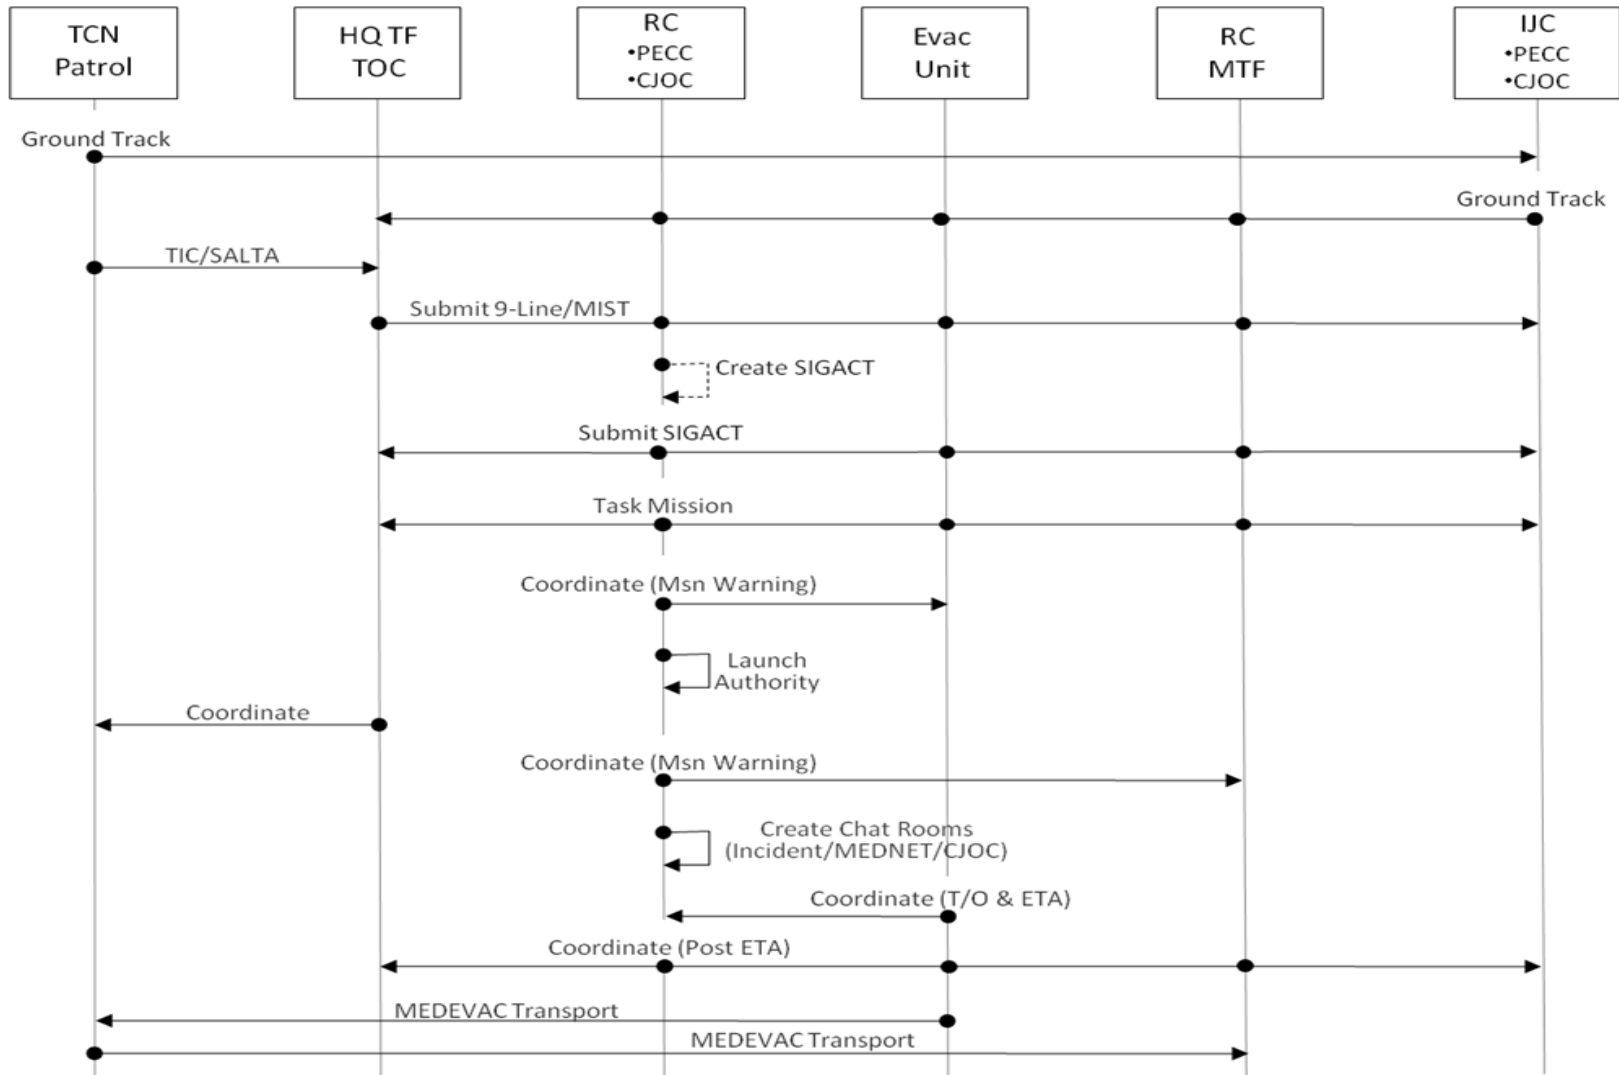 TCN
Patrol
HQ TF
TOC
RC
•PECC
•CJOC
Evac
Unit
RC
MTF
IJC
•PECC
•CJOC
Ground Track
Ground Track
TIC/SALTA
Submit 9-Line/MIST
Create SIGACT
Submit SIGACT
Task Mission
Coordinate (Msn Warning)
Launch
Authority
Coordinate
Coordinate (Msn Warning)
Create Chat Rooms
(Incident/MEDNET/CJOC)
Coordinate (T/O & ETA)
Coordinate (Post ETA)
MEDEVAC Transport
MEDEVAC Transport